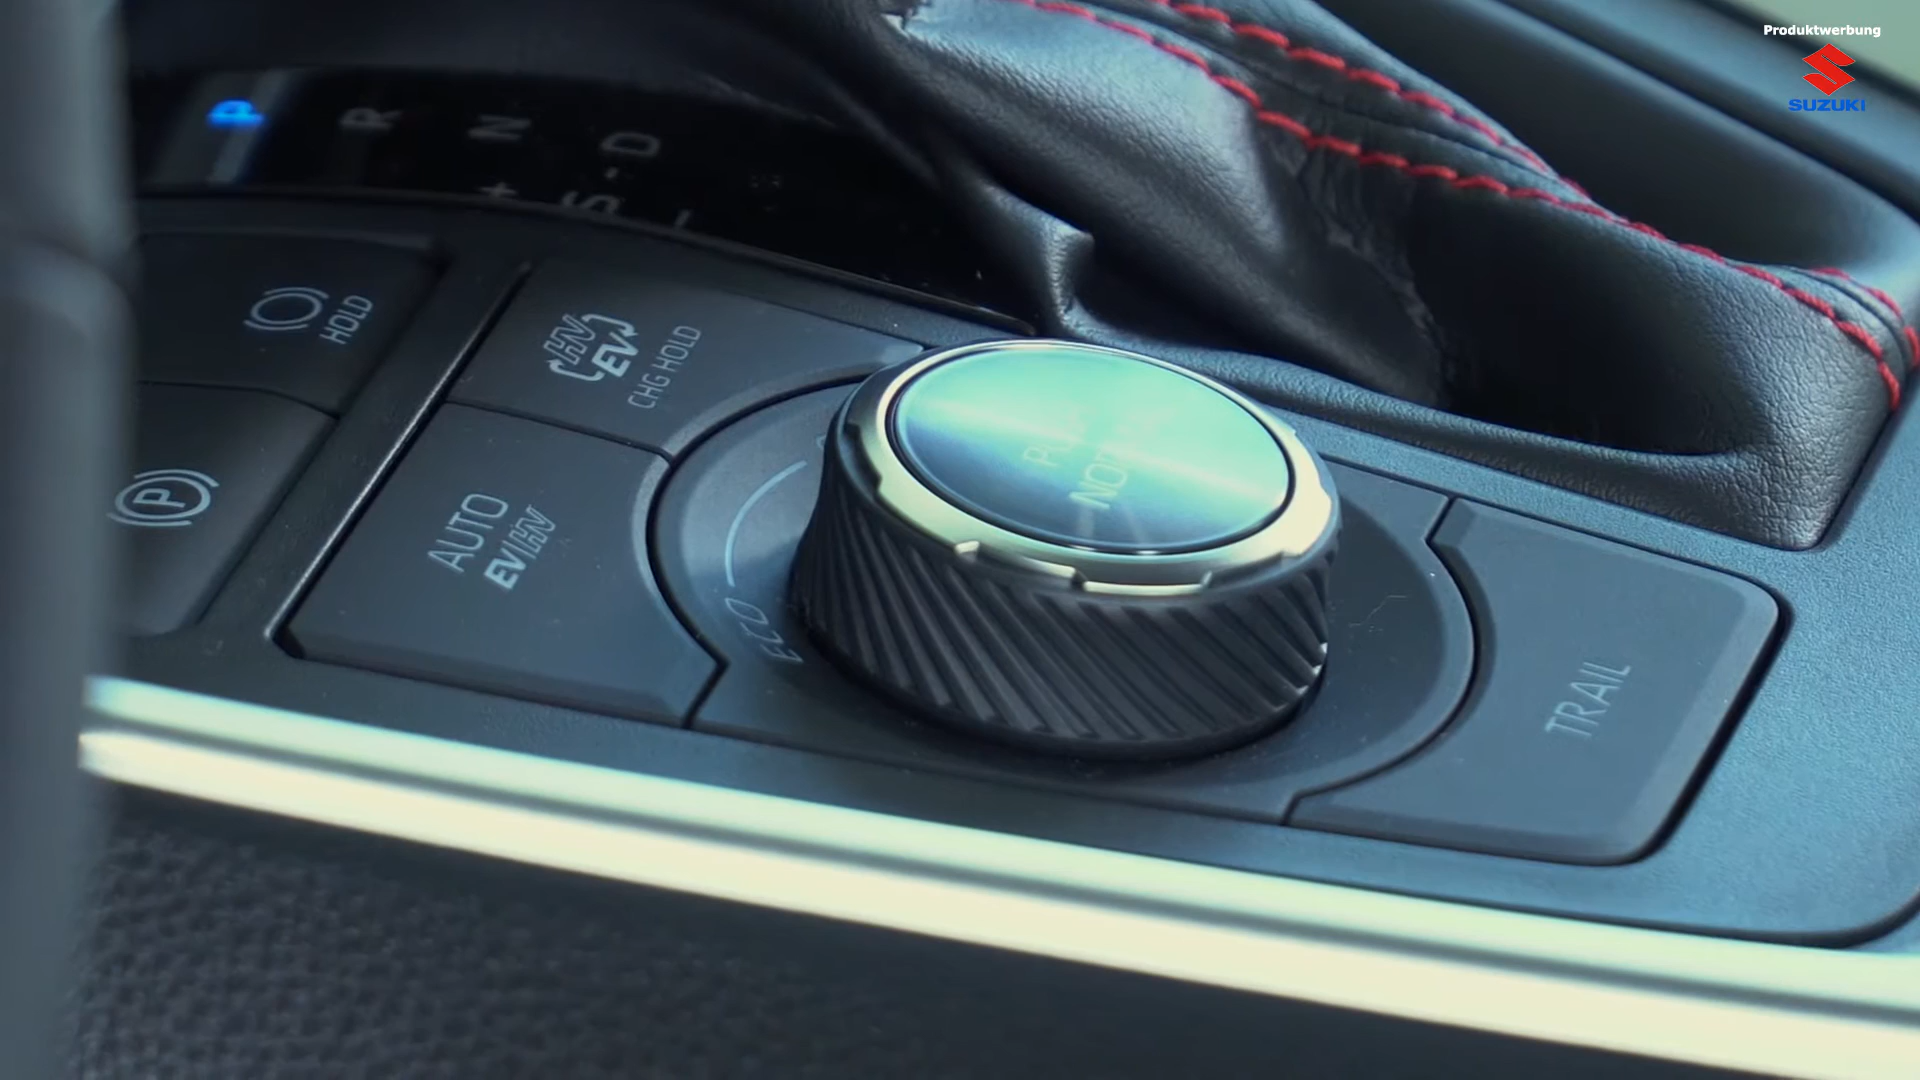 Produktwerbung
SUZUKI
P
R
N
D
+
S
-
HOLD
HV
EV
CHG HOLD
P
AUTO
EV/HV
ECO
TRAIL